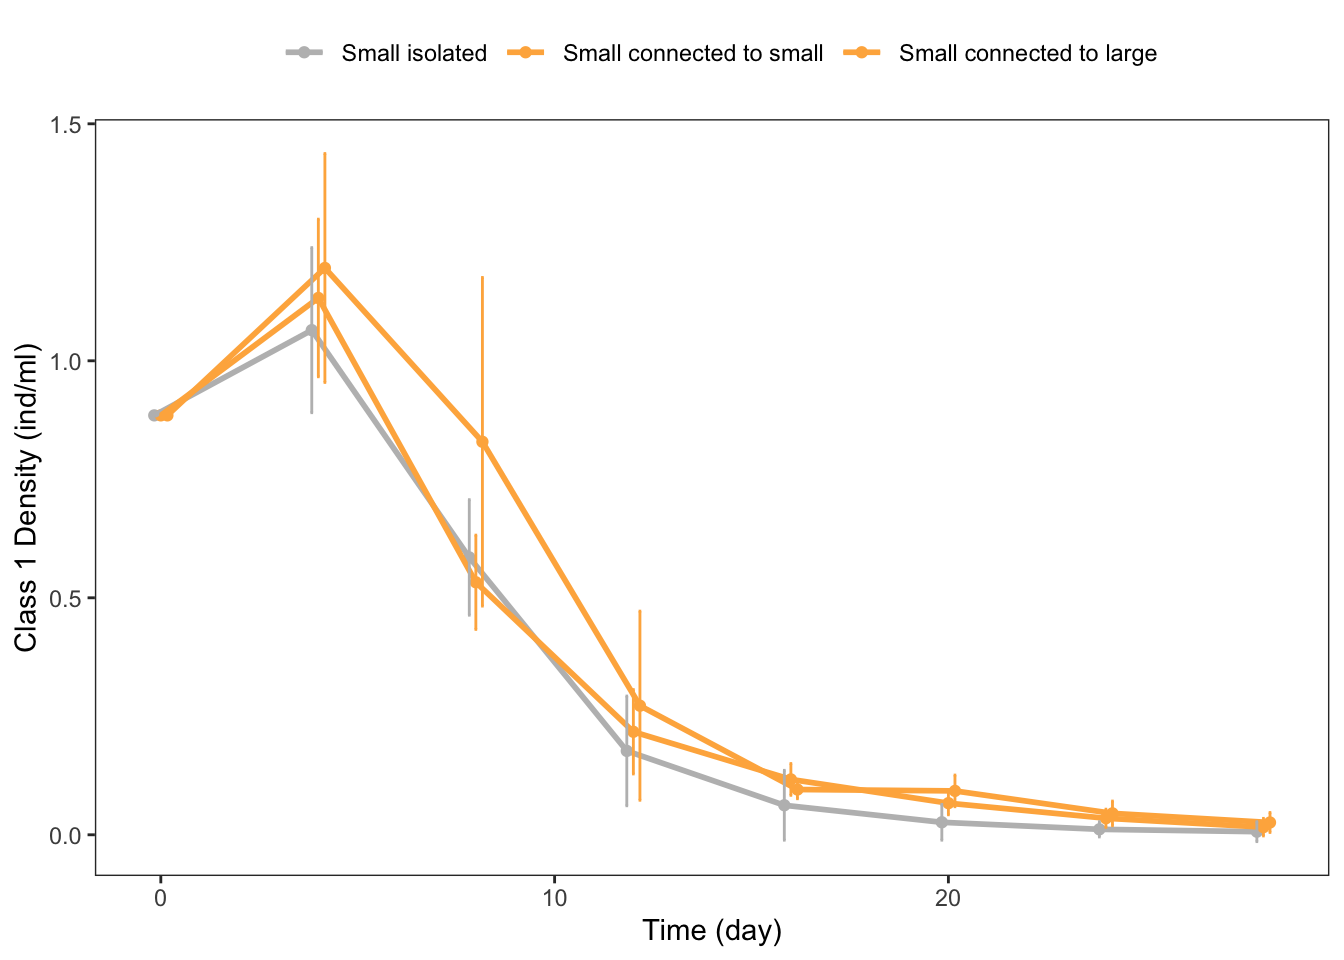 Small isolated Small connected to small Small connected to large
1.5
1.0
0.5
0.0
Class 1 Density (ind/ml)
0 10 20
Time (day)